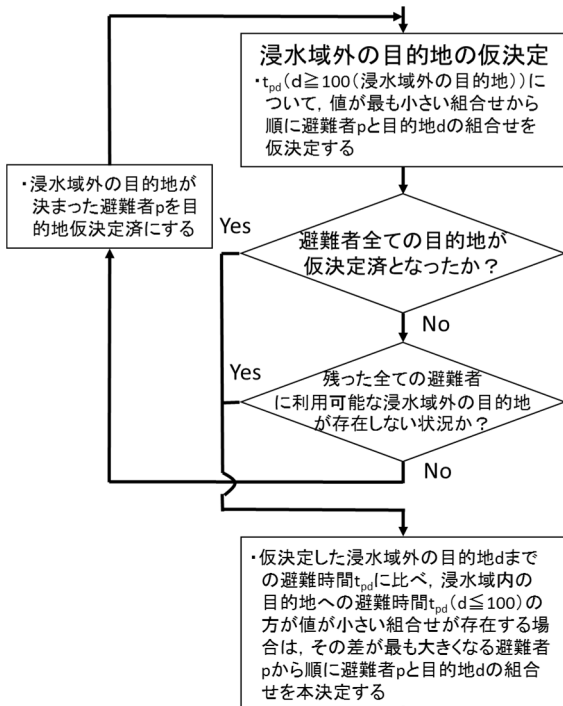 浸水域外の目的地の仮決定
・tpd(d≧100(浸水域外の目的地))に
ついて，値が最も小さい組合せから
順に避難者pと目的地dの組合せを
仮決定する
・浸水域外の目的地が
決まった避難者pを目
的地仮決定済にする
Yes
避難者全ての目的地が
仮決定済となったか？
No
Yes
残った全ての避難者
に利用可能な浸水域外の目的地
が存在しない状況か？
No
・仮決定した浸水域外の目的地dまで
の避難時間tpdに比べ，浸水域内の
目的地への避難時間tpd(d≦100)の
方が値が小さい組合せが存在する場
合は，その差が最も大きくなる避難者
pから順に避難者pと目的地dの組合
せを本決定する